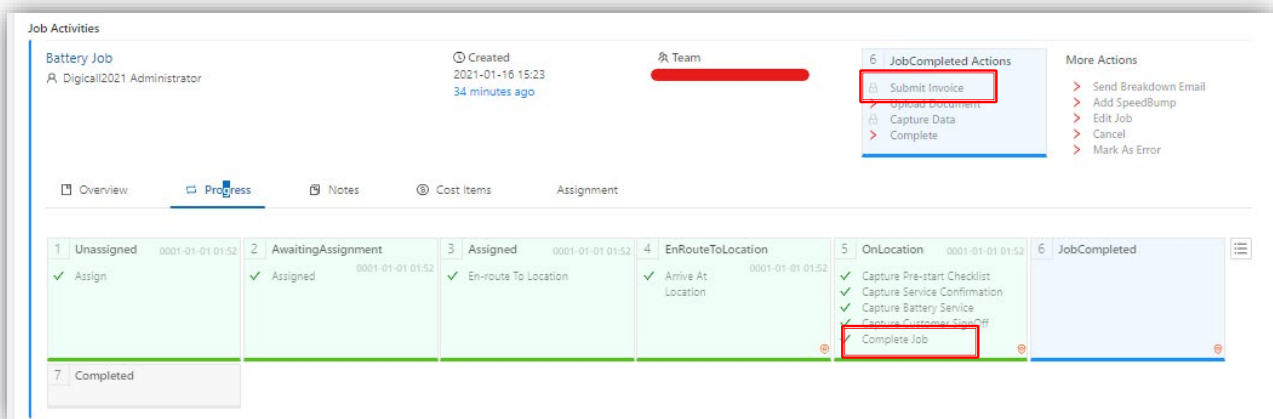 Job Activities
Battery Job
Digicall2021 Administrator
Created
2021-01-16 15:23
34 minutes ago
Team
6 JobCompleted Actions
Submit Invoice
Upload Document
Capture Data
Complete
More Actions
Send Breakdown Email
Add SpeedBump
Edit Job
Cancel
Mark As Error
Overview
Progress
Notes
Cost Items
Assignment
1 Unassigned 0001-01-01 01:52
Assign
2 AwaitingAssignment
0001-01-01 01:52
Assigned
3 Assigned 0001-01-01 01:52
En-route To Location
4 EnRouteToLocation
0001-01-01 01:52
Arrive At
Location
5 OnLocation 0001-01-01 01:52
Capture Pre-start Checklist
Capture Service Confirmation
Capture Battery Service
Capture Customer SignOff
Complete Job
6 JobCompleted
7 Completed